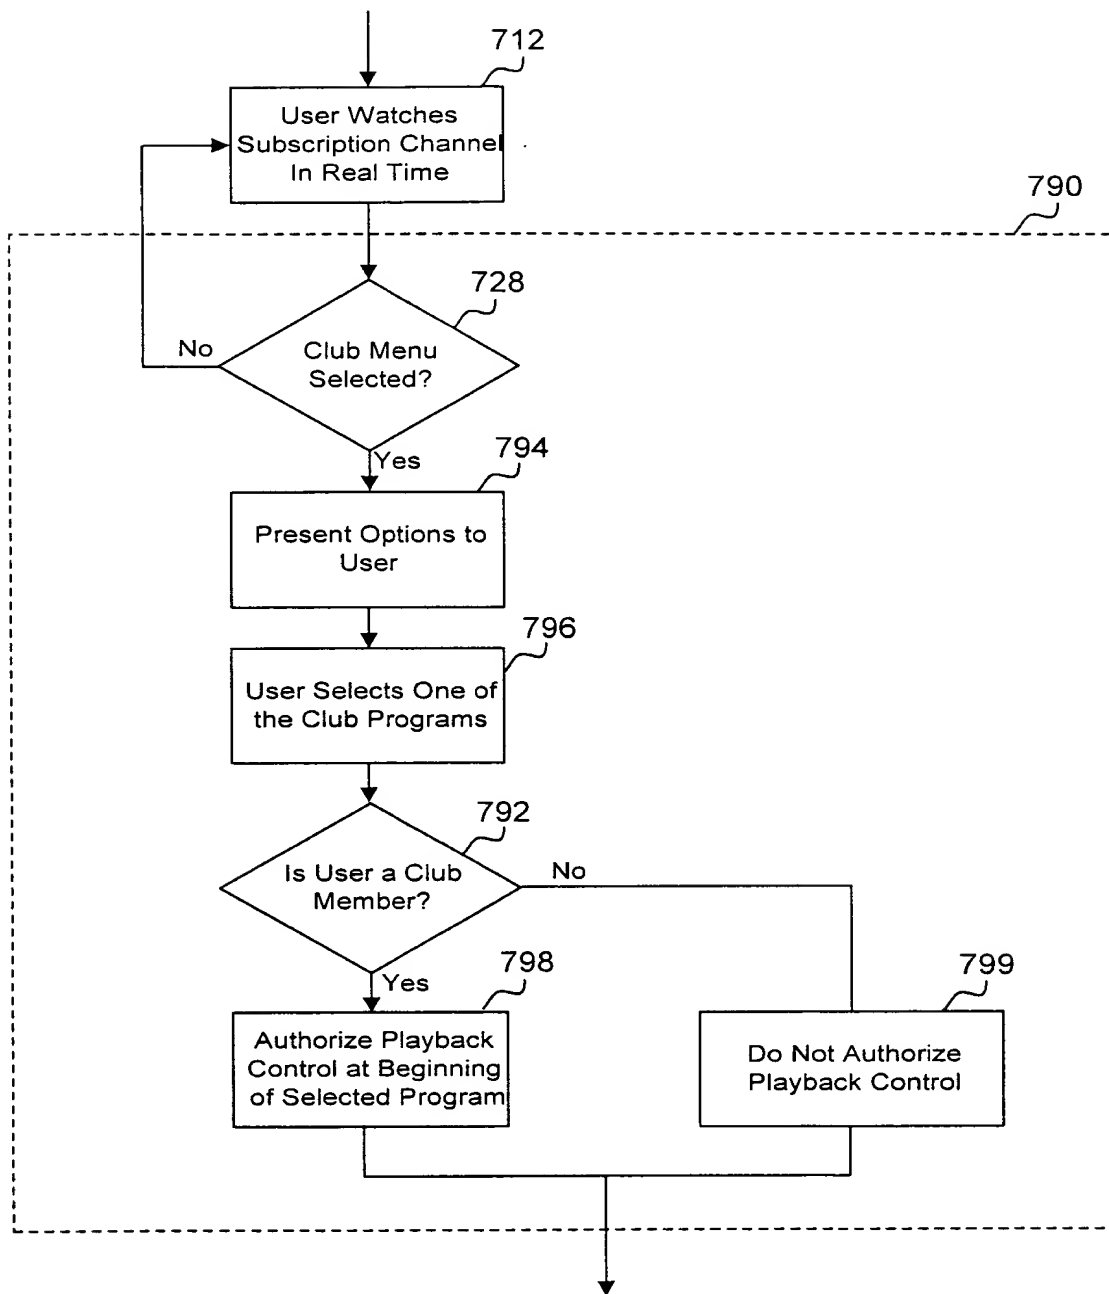 712
User Watches
Subscription Channel
In Real Time
790
728
No
Club Menu
Selected?
Yes
794
Present Options to
User
796
User Selects One of
the Club Programs
792
Is User a Club
Member?
No
Yes
798
Authorize Playback
Control at Beginning
of Selected Program
799
Do Not Authorize
Playback Control